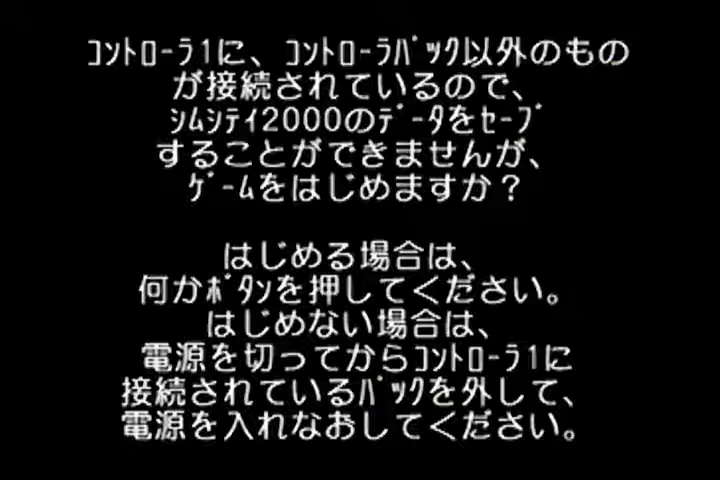 ｺﾝﾄﾛｰﾗ1に、ｺﾝﾄﾛｰﾗﾊﾟｯｸ以外のもの
が接続されているので、
ｼﾑｼﾃｨ2000のﾃﾞｰﾀをｾｰﾌﾞ
することができませんが、
ｹﾞｰﾑをはじめますか？
はじめる場合は、
何かﾎﾞﾀﾝを押してください。
はじめない場合は、
電源を切ってからｺﾝﾄﾛｰﾗ1に
接続されているﾊﾟｯｸを外して、
電源を入れなおしてください。